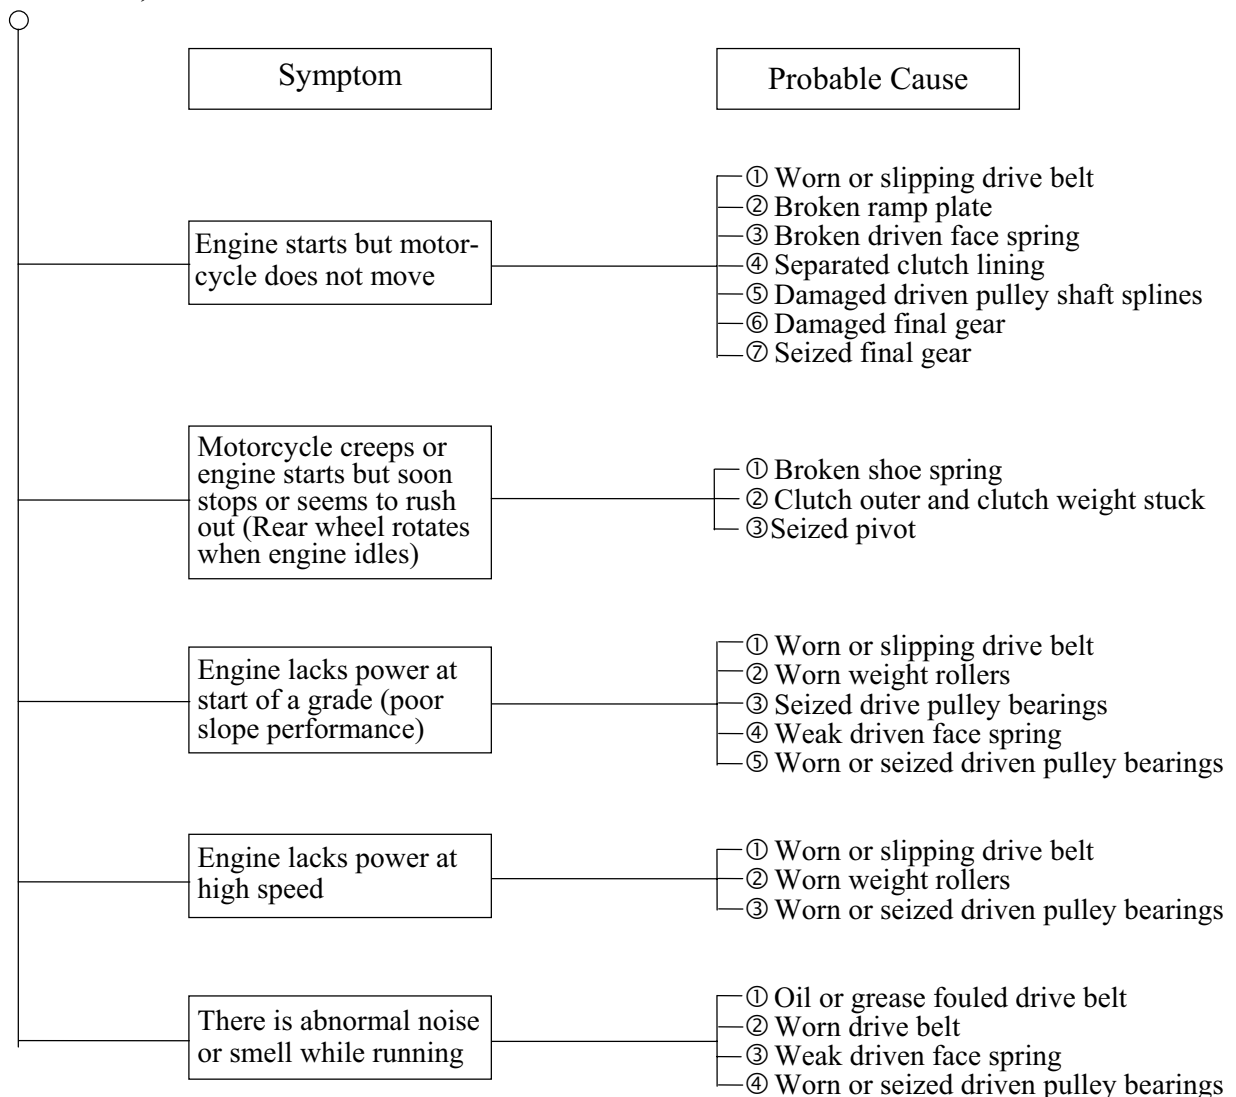 Symptom
Probable Cause
Engine starts but motor-
cycle does not move
① Worn or slipping drive belt
② Broken ramp plate
③ Broken driven face spring
④ Separated clutch lining
⑤ Damaged driven pulley shaft splines
⑥ Damaged final gear
⑦ Seized final gear
Motorcycle creeps or
engine starts but soon
stops or seems to rush
out (Rear wheel rotates
when engine idles)
① Broken shoe spring
② Clutch outer and clutch weight stuck
③Seized pivot
Engine lacks power at
start of a grade (poor
slope performance)
① Worn or slipping drive belt
② Worn weight rollers
③ Seized drive pulley bearings
④ Weak driven face spring
⑤ Worn or seized driven pulley bearings
Engine lacks power at
high speed
① Worn or slipping drive belt
② Worn weight rollers
③ Worn or seized driven pulley bearings
There is abnormal noise
or smell while running
① Oil or grease fouled drive belt
② Worn drive belt
③ Weak driven face spring
④ Worn or seized driven pulley bearings